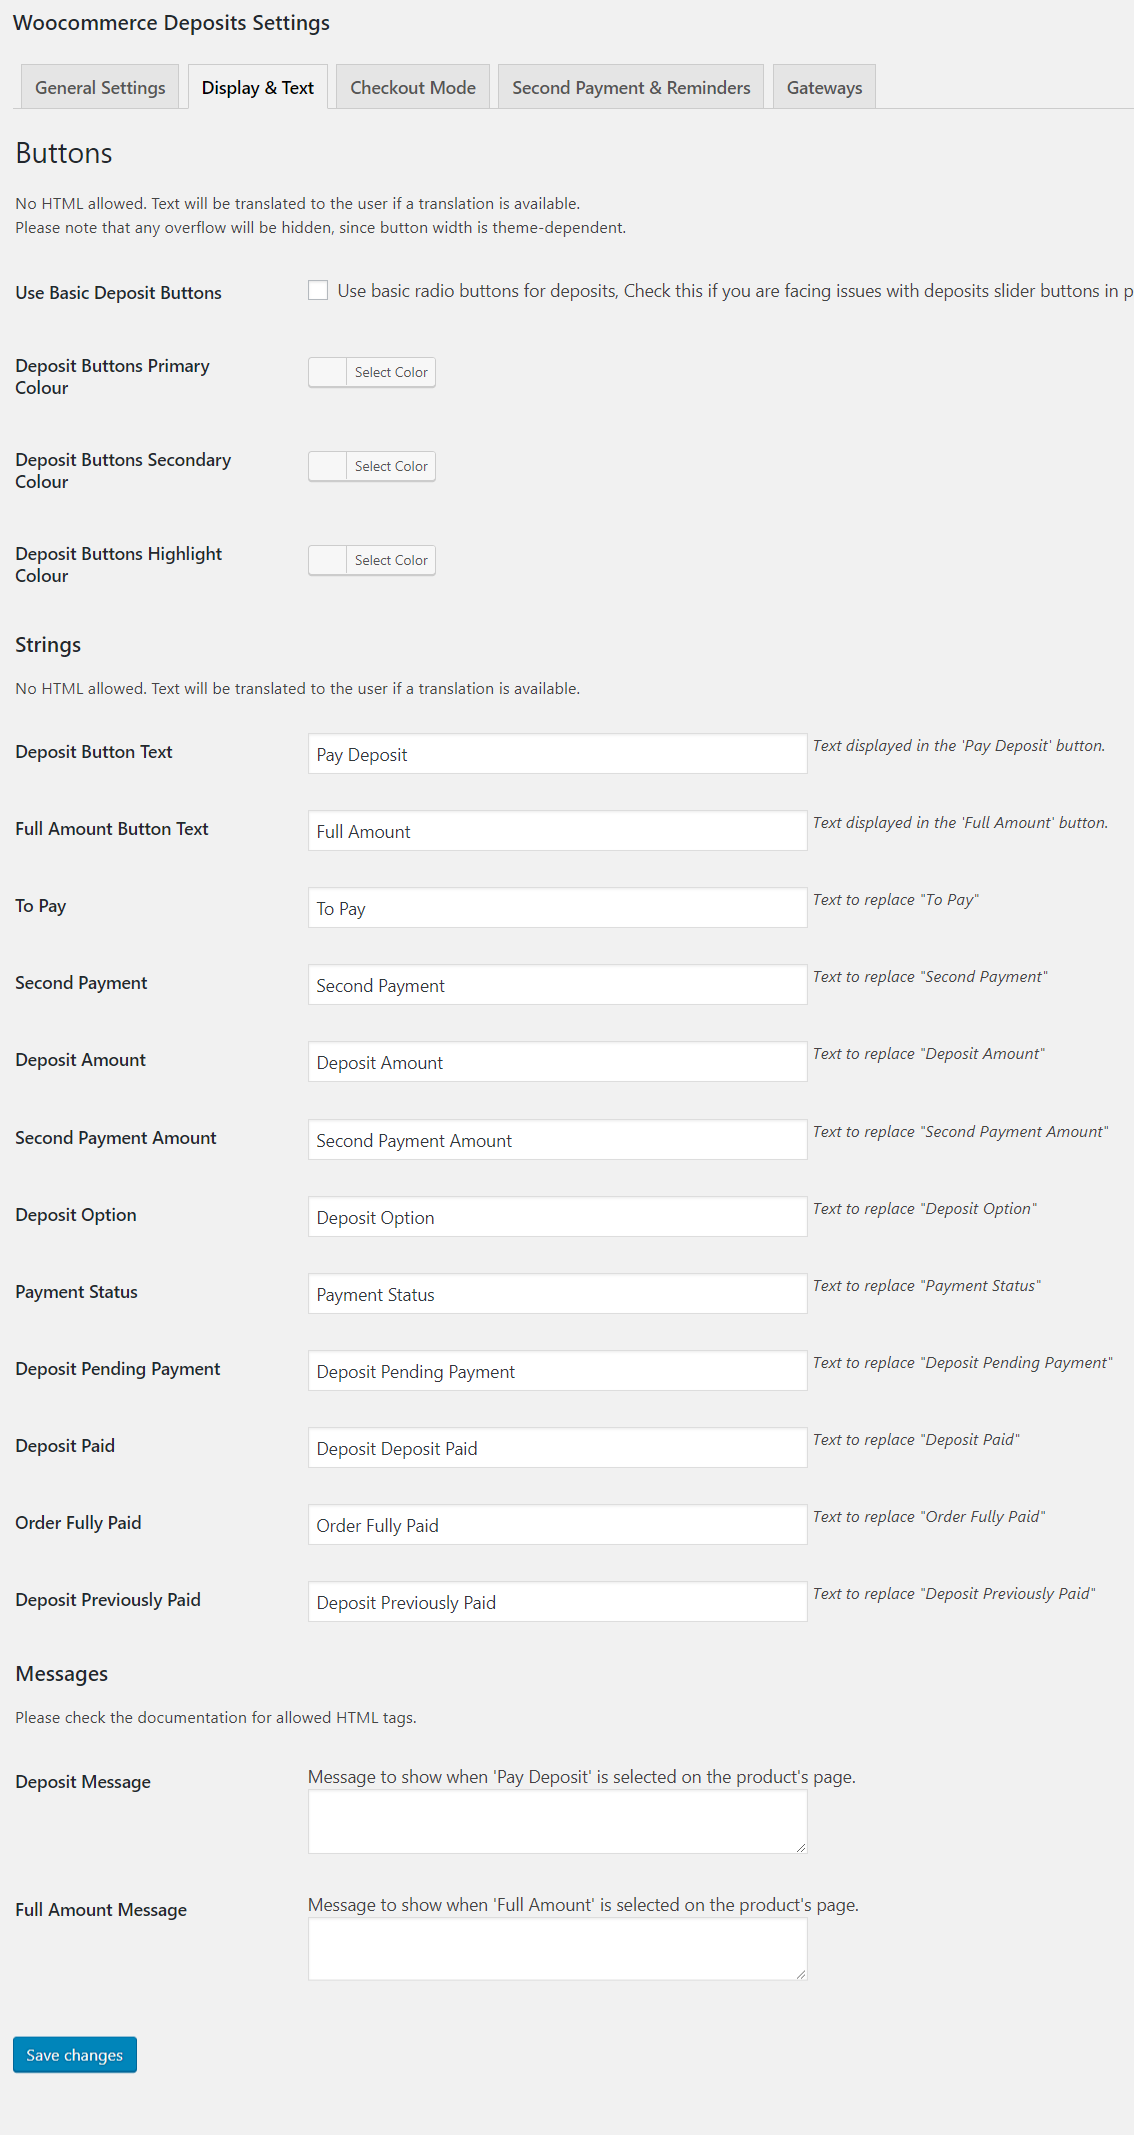 Woocommerce Deposits Settings
General Settings
Display & Text
Checkout Mode
Second Payment & Reminders
Gateways
Buttons
No HTML allowed. Text will be translated to the user if a translation is available.
Please note that any overflow will be hidden, since button width is theme-dependent.
Use Basic Deposit Buttons
Use basic radio buttons for deposits, Check this if you are facing issues with deposits slider buttons in p
Deposit Buttons Primary
Colour
Select Color
Deposit Buttons Secondary
Colour
Select Color
Deposit Buttons Highlight
Colour
Select Color
Strings
No HTML allowed. Text will be translated to the user if a translation is available.
Deposit Button Text
Pay Deposit
Text displayed in the 'Pay Deposit' button.
Full Amount Button Text
Full Amount
Text displayed in the 'Full Amount' button.
To Pay
To Pay
Text to replace "To Pay"
Second Payment
Second Payment
Text to replace "Second Payment"
Deposit Amount
Deposit Amount
Text to replace "Deposit Amount"
Second Payment Amount
Second Payment Amount
Text to replace "Second Payment Amount"
Deposit Option
Deposit Option
Text to replace "Deposit Option"
Payment Status
Payment Status
Text to replace "Payment Status"
Deposit Pending Payment
Deposit Pending Payment
Text to replace "Deposit Pending Payment"
Deposit Paid
Deposit Deposit Paid
Text to replace "Deposit Paid"
Order Fully Paid
Order Fully Paid
Text to replace "Order Fully Paid"
Deposit Previously Paid
Deposit Previously Paid
Text to replace "Deposit Previously Paid"
Messages
Please check the documentation for allowed HTML tags.
Deposit Message
Message to show when 'Pay Deposit' is selected on the product's page.
Full Amount Message
Message to show when 'Full Amount' is selected on the product's page.
Save changes